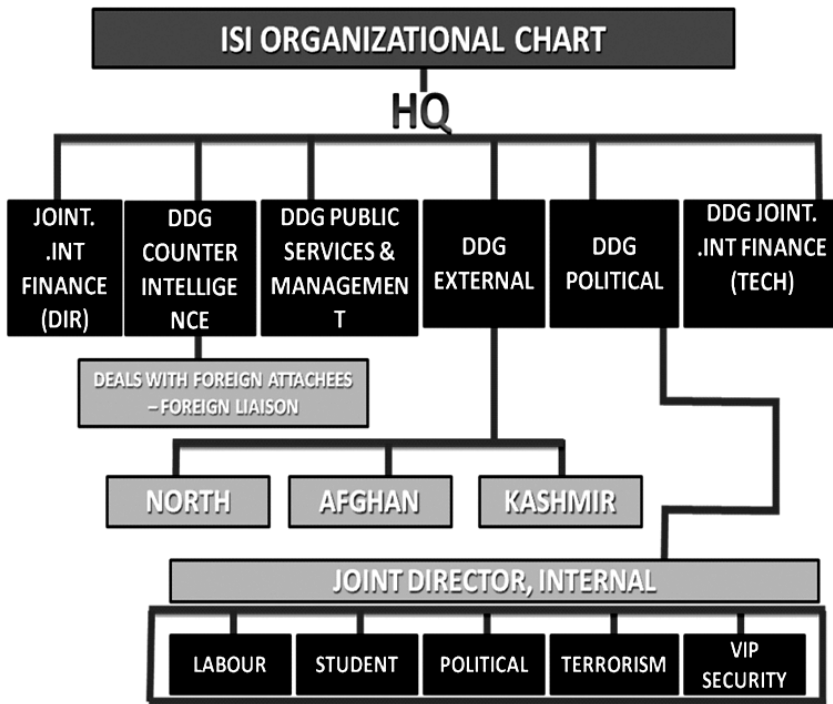 ISI ORGANIZATIONAL CHART
HQ
JOINT.
.INT
FINANCE
(DIR)
DDG
COUNTER
INTELLIGE
NCE
DDG PUBLIC
SERVICES &
MANAGEMEN
T
DDG
EXTERNAL
DDG
POLITICAL
DDG JOINT.
.INT FINANCE
(TECH)
DEALS WITH FOREIGN ATTACHEES
– FOREIGN LIAISON
NORTH
AFGHAN
KASHMIR
JOINT DIRECTOR, INTERNAL
LABOUR
STUDENT
POLITICAL
TERRORISM
VIP
SECURITY